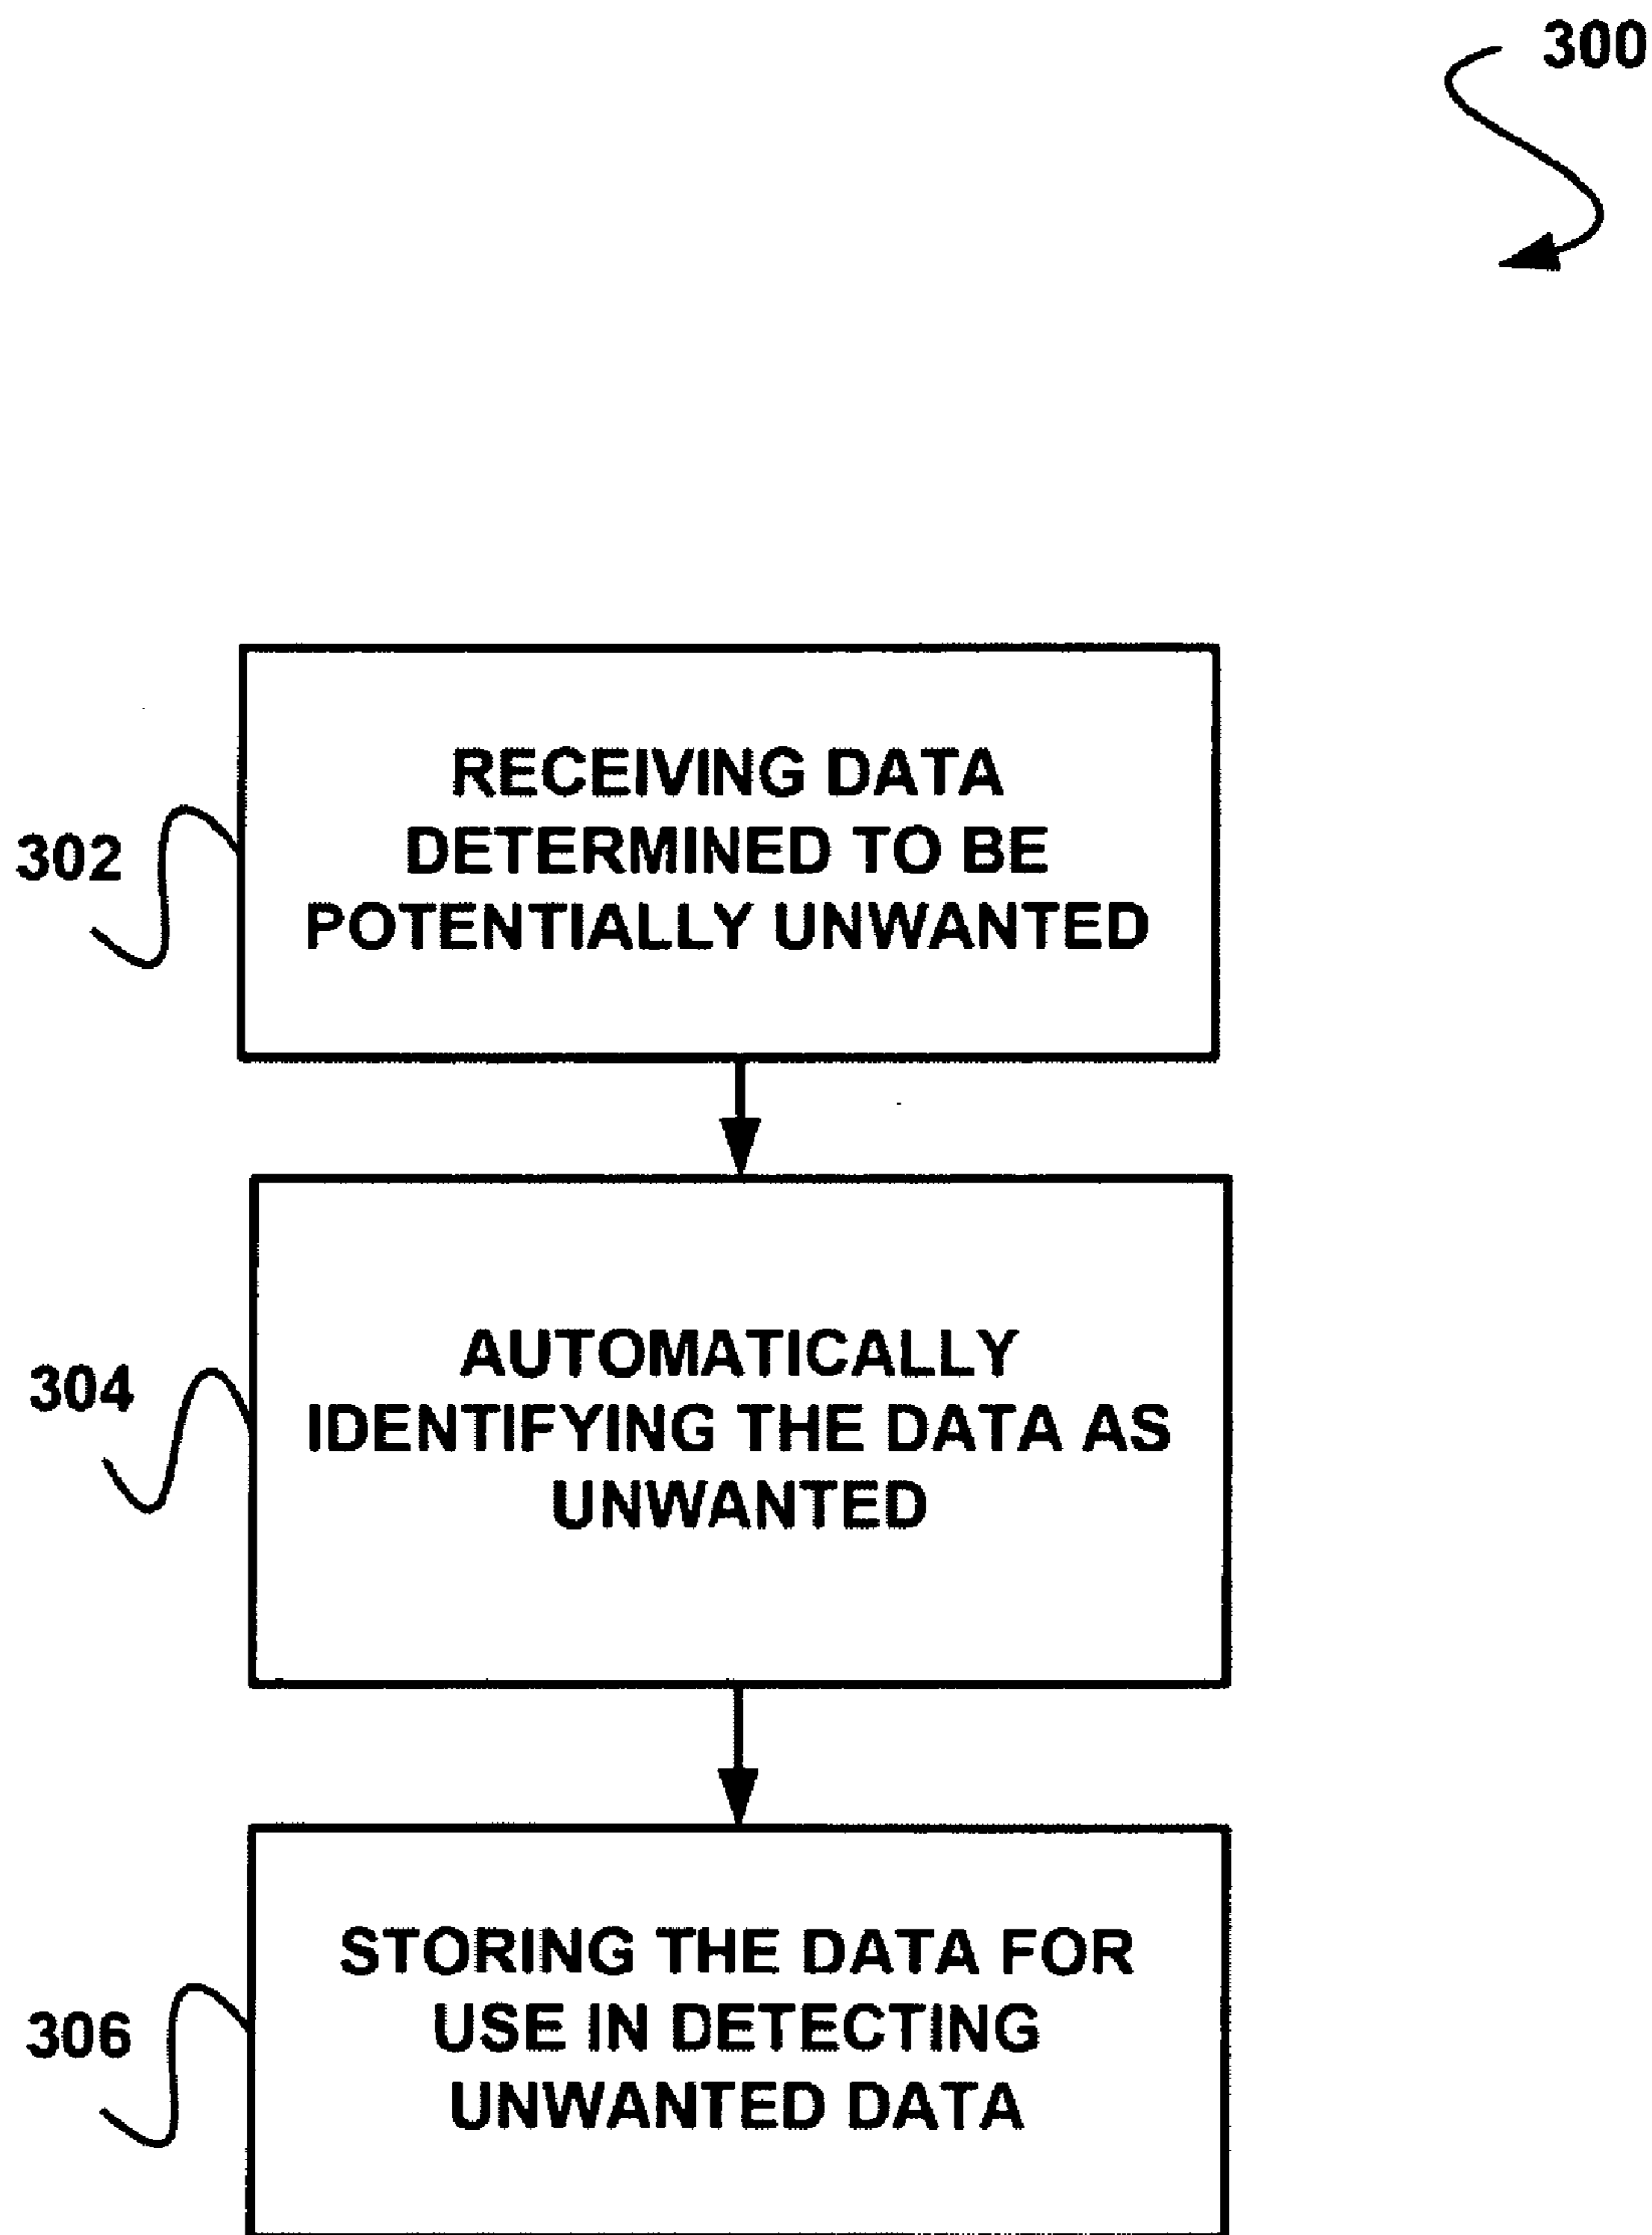 300
302
RECEIVING DATA
DETERMINED TO BE
POTENTIALLY UNWANTED
304
AUTOMATICALLY
IDENTIFYING THE DATA AS
UNWANTED
306
STORING THE DATA FOR
USE IN DETECTING
UNWANTED DATA